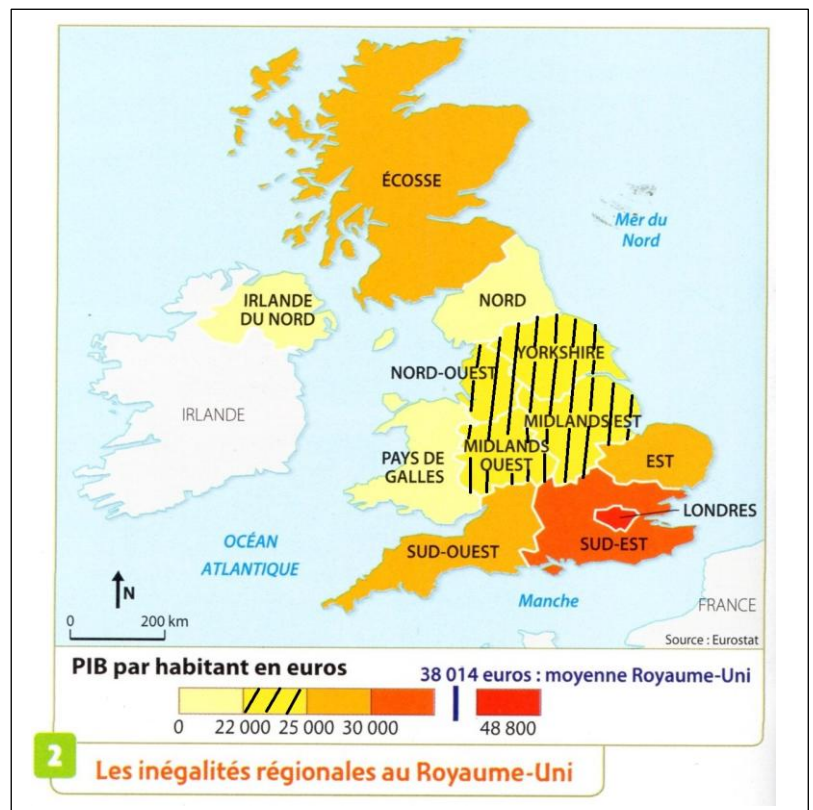 ÉCOSSE
Mer du
Nord
IRLANDE
DU NORD
NORD
YORKSHIRE
NORD-OUEST
IRLANDE
MIDLANDS EST
MIDLANDS
OUEST
PAYS DE
GALLES
EST
LONDRES
SUD-EST
SUD-OUEST
OCÉAN
ATLANTIQUE
N
Manche
FRANCE
0 200 km
Source : Eurostat
PIB par habitant en euros
38 014 euros : moyenne Royaume-Uni
0 22 000 25 000 30 000 48 800
2 Les inégalités régionales au Royaume-Uni